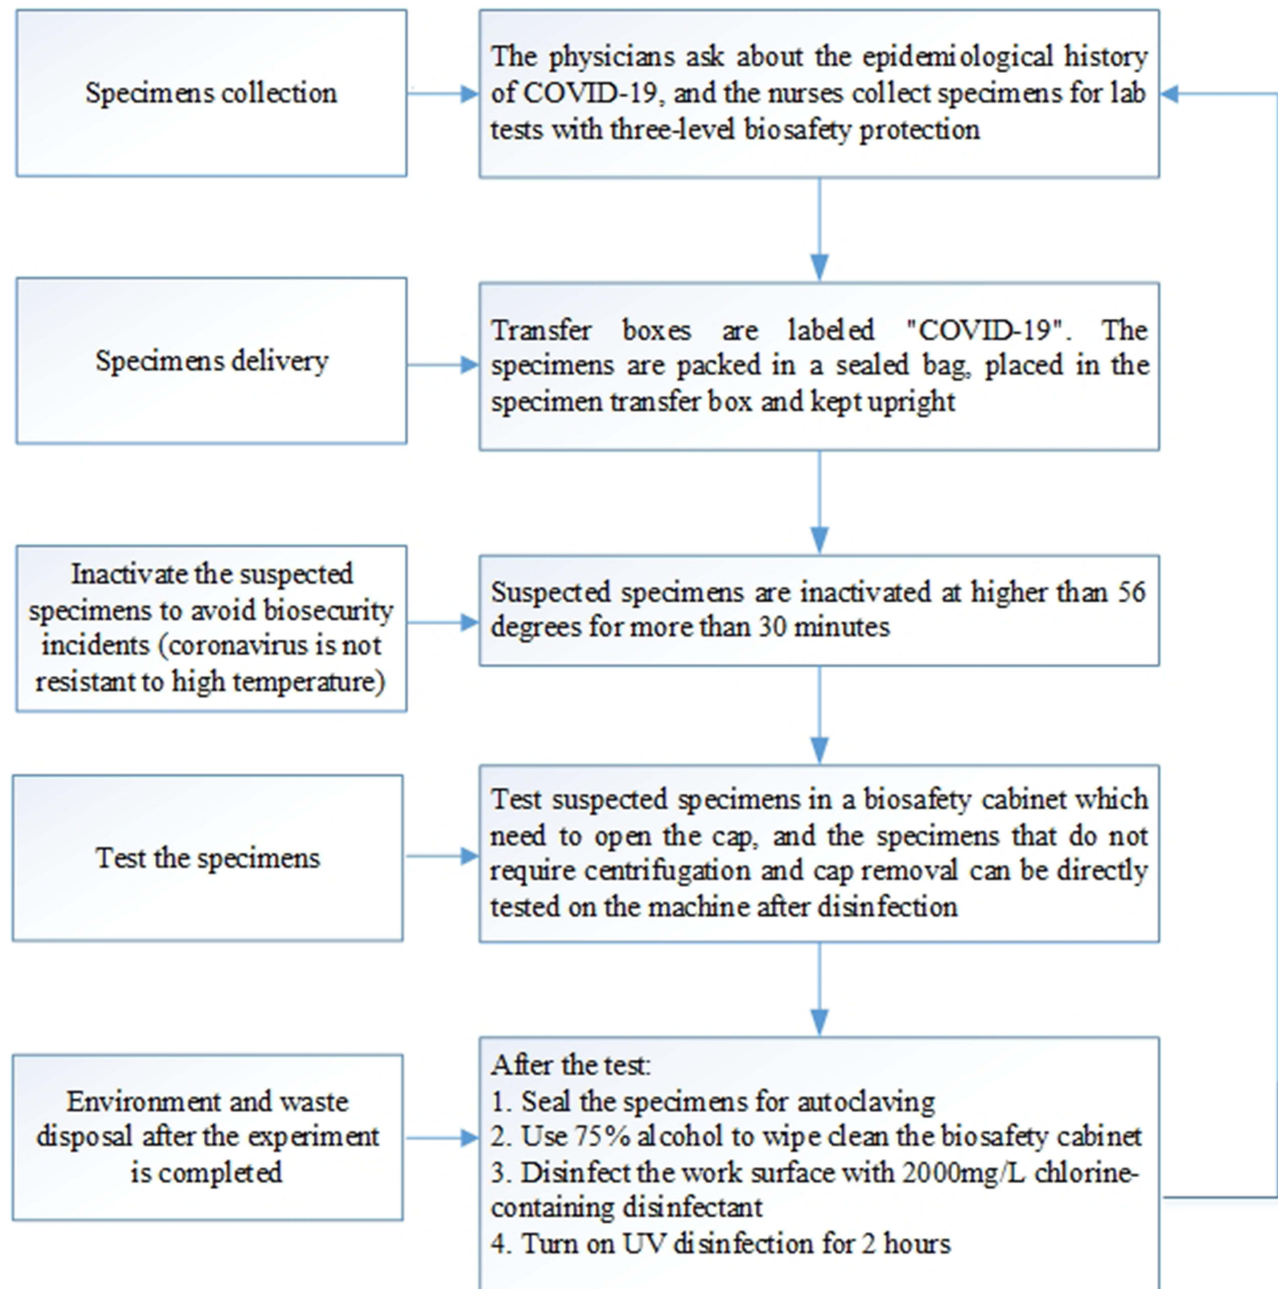 Specimens collection
The physicians ask about the epidemiological history
of COVID-19, and the nurses collect specimens for lab
tests with three-level biosafety protection
Specimens delivery
Transfer boxes are labeled "COVID-19". The
specimens are packed in a sealed bag, placed in the
specimen transfer box and kept upright
Inactivate the suspected
specimens to avoid biosecurity
incidents (coronavirus is not
resistant to high temperature)
Suspected specimens are inactivated at higher than 56
degrees for more than 30 minutes
Test the specimens
Test suspected specimens in a biosafety cabinet which
need to open the cap, and the specimens that do not
require centrifugation and cap removal can be directly
tested on the machine after disinfection
Environment and waste
disposal after the experiment
is completed
After the test:
1. Seal the specimens for autoclaving
2. Use 75% alcohol to wipe clean the biosafety cabinet
3. Disinfect the work surface with 2000mg/L chlorine-
containing disinfectant
4. Turn on UV disinfection for 2 hours